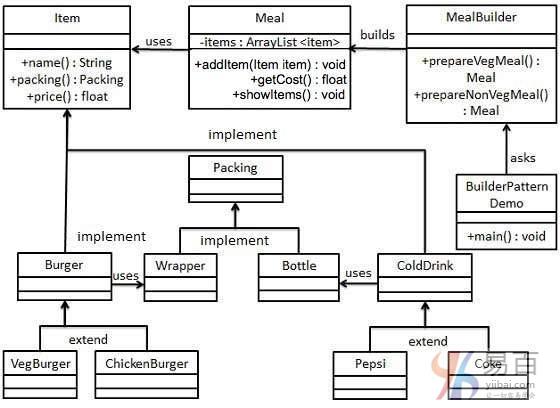 Item
+name() : String
+packing() : Packing
+price() : float
uses
Meal
-items : ArrayList <item>
+addItem(Item item) : void
+getCost() : float
+showItems() : void
builds
MealBuilder
+prepareVegMeal() :
Meal
+prepareNonVegMeal()
: Meal
asks
BuilderPattern
Demo
+main() : void
implement
Packing
implement
implement
Burger
uses
Wrapper
Bottle
uses
ColdDrink
extend
extend
VegBurger
ChickenBurger
Pepsi
Coke
易百
yiibai.com